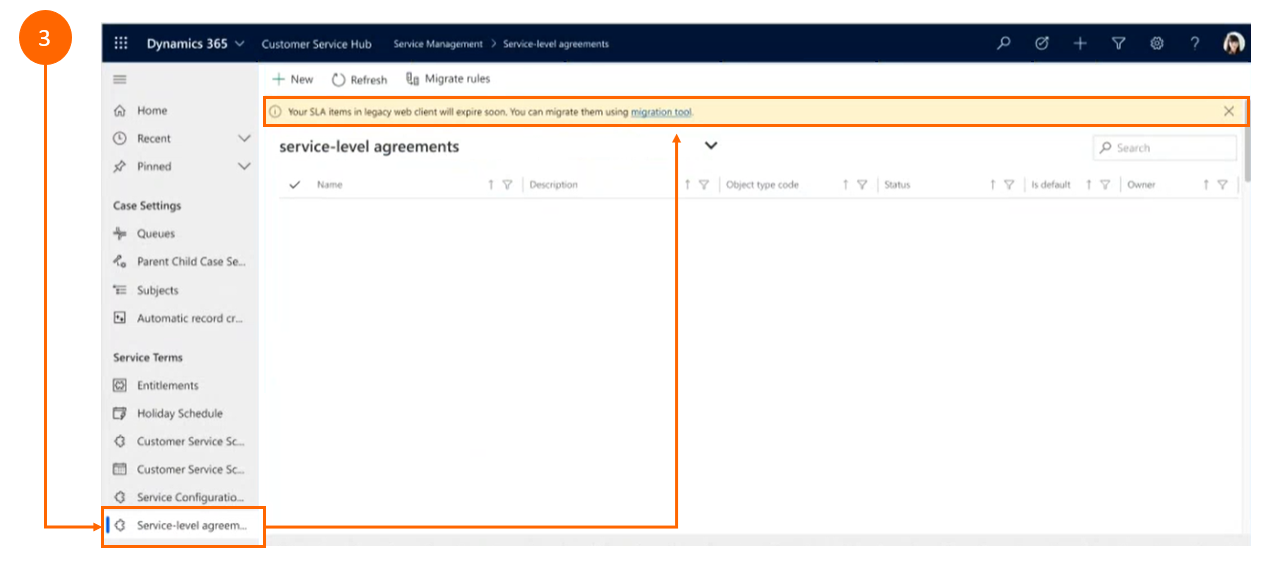 3
Dynamics 365 Customer Service Hub Service Management > Service-level agreements ?
+ New Refresh Migrate rules
Your SLA items in legacy web client will expire soon. You can migrate them using migration tool.
service-level agreements Search
Name Description Object type code Status Is default Owner
Home
Recent
Pinned
Case Settings
Queues
Parent Child Case Se...
Subjects
Automatic record cr...
Service Terms
Entitlements
Holiday Schedule
Customer Service Sc...
Customer Service Sc...
Service Configuratio...
Service-level agreem...